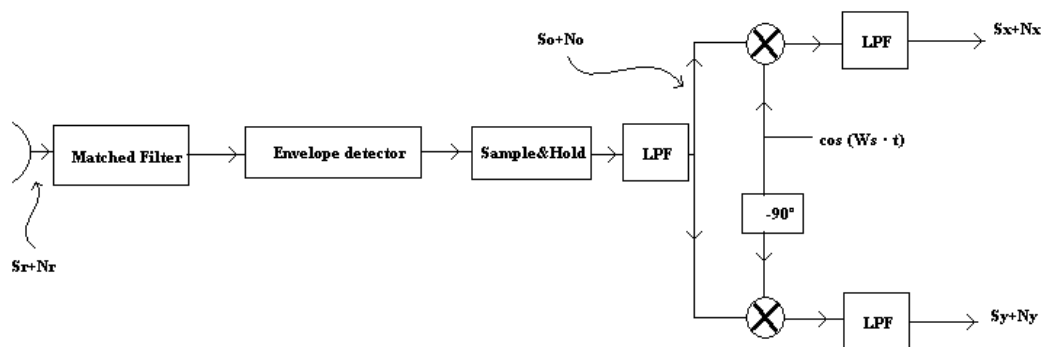 So+No
LPF
Sx+Nx
Matched Filter
Envelope detector
Sample&Hold
LPF
cos (Ws · t)
-90°
Sr+Nr
LPF
Sy+Ny